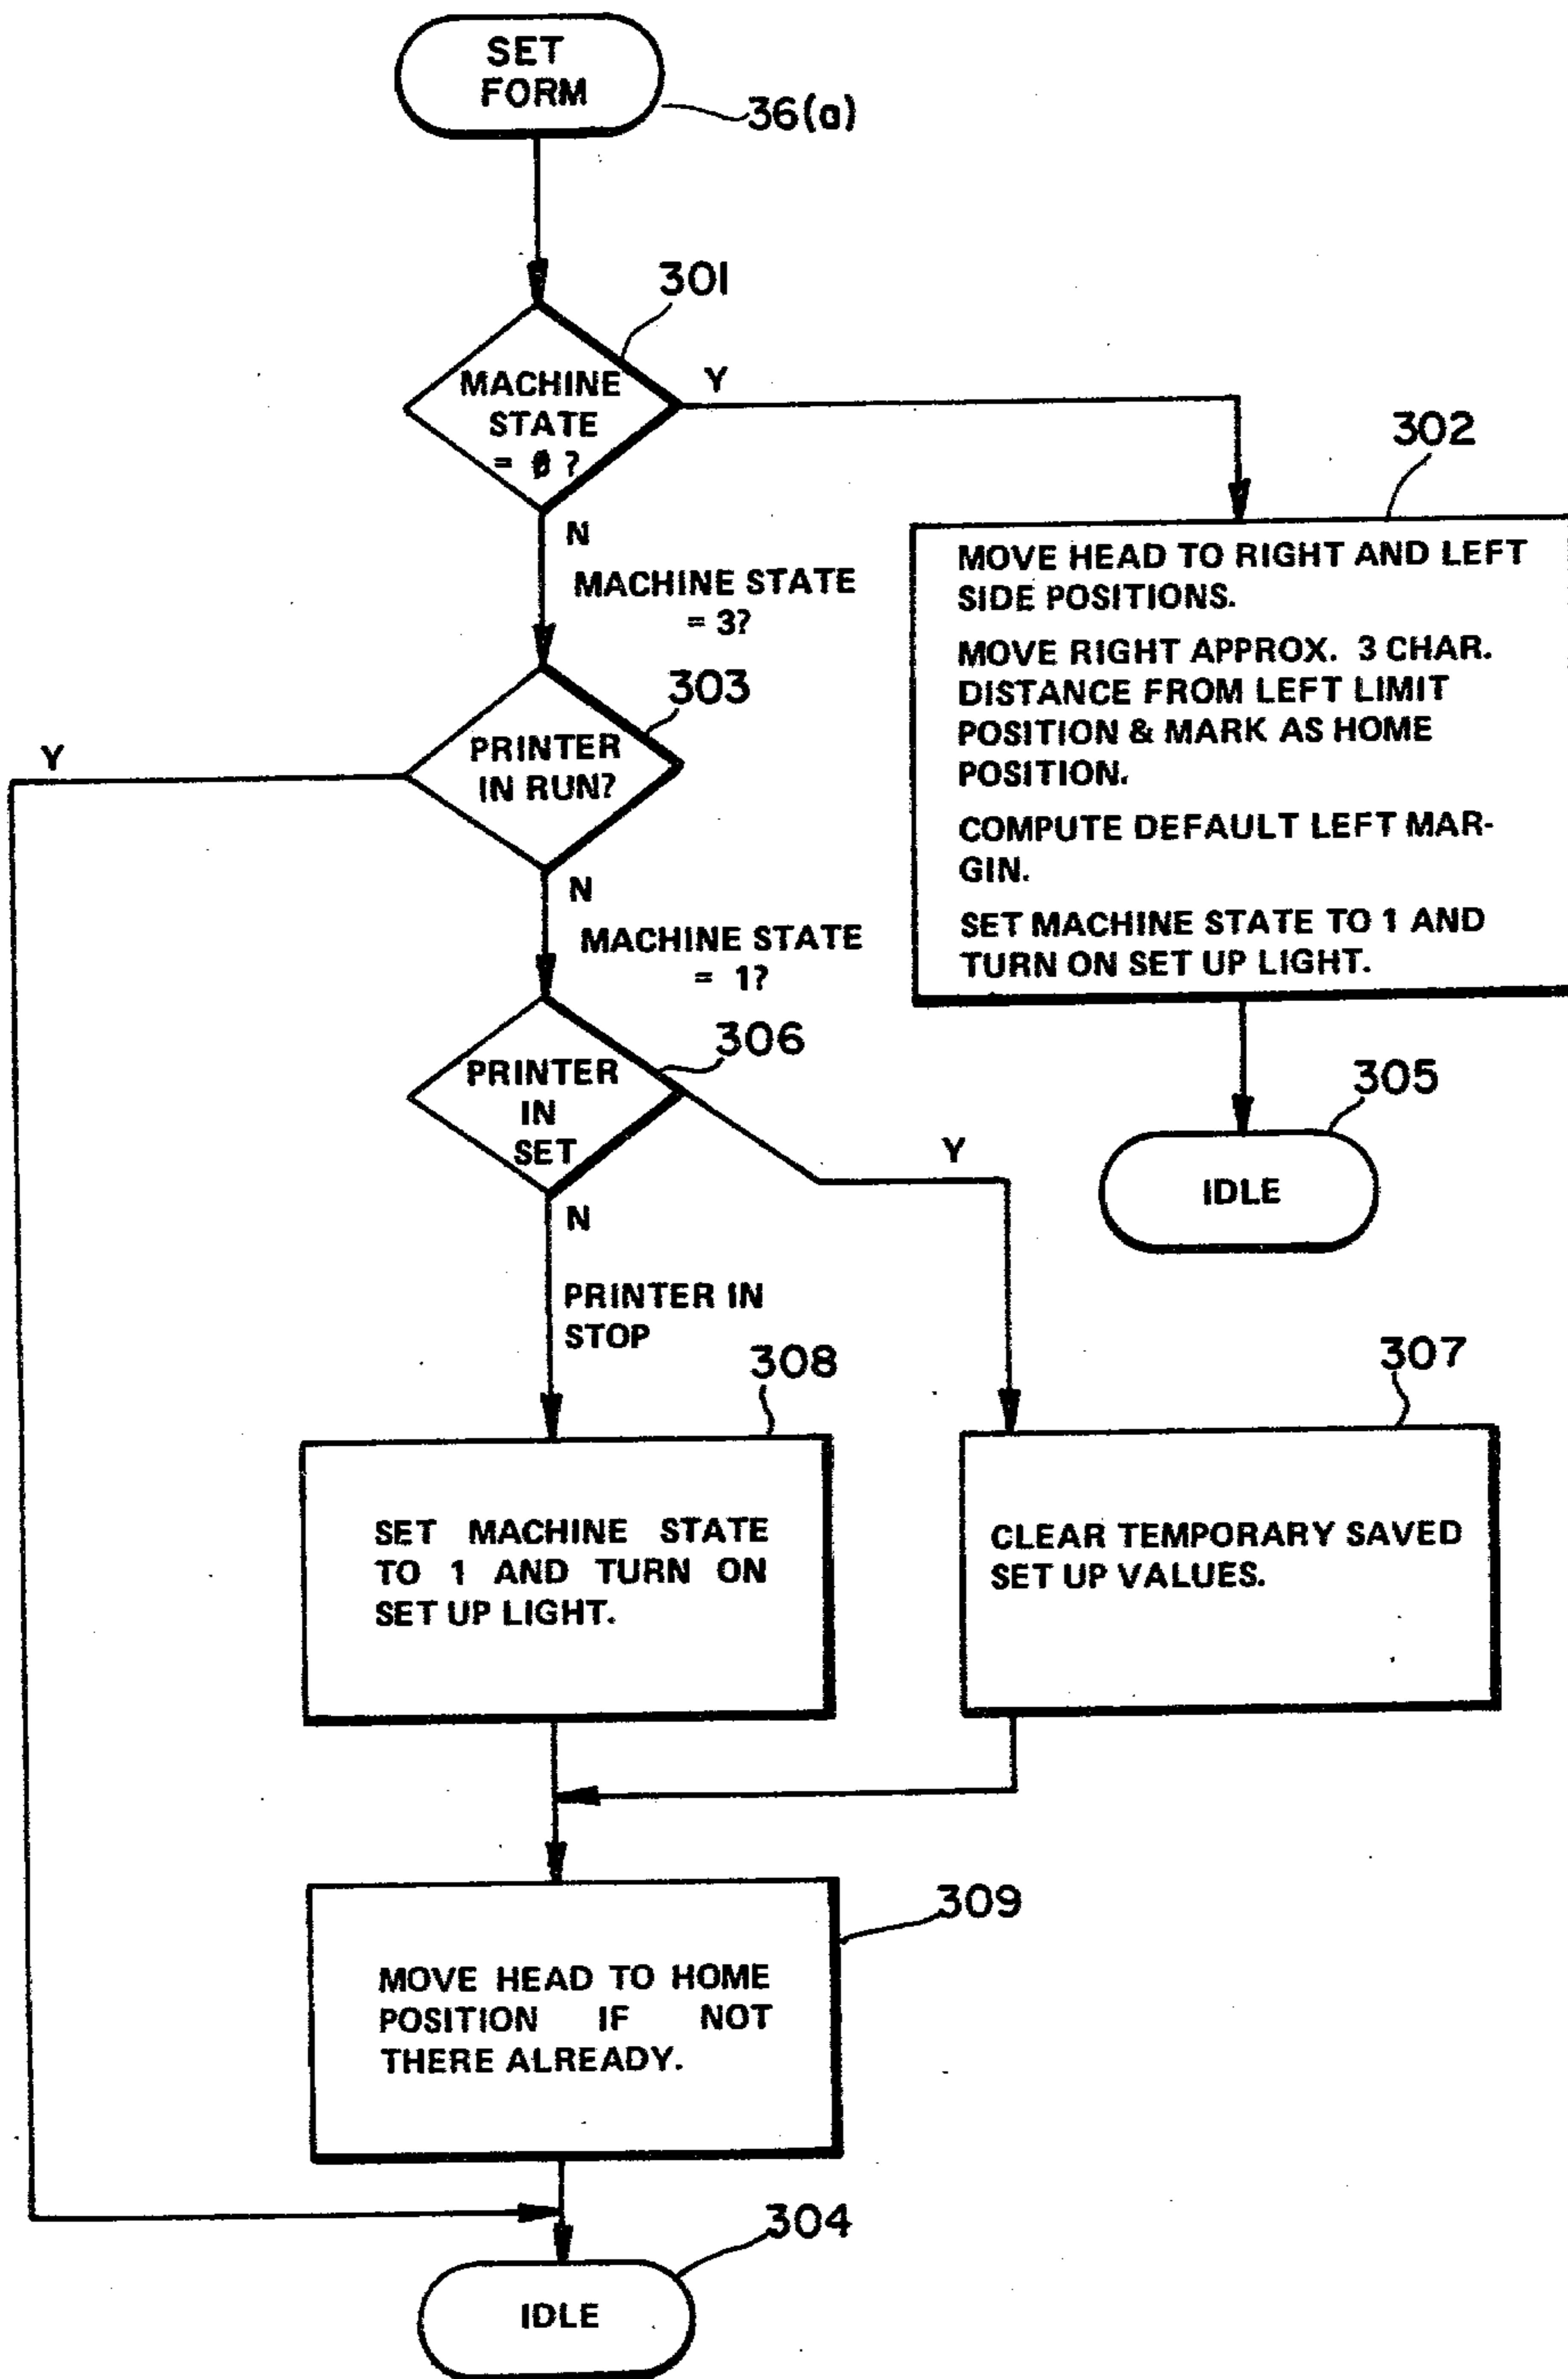 SET
FORM
36(a)
301
MACHINE
STATE
= 0 ?
Y
N
302
MOVE HEAD TO RIGHT AND LEFT
SIDE POSITIONS.
MOVE RIGHT APPROX. 3 CHAR.
DISTANCE FROM LEFT LIMIT
POSITION & MARK AS HOME
POSITION.
COMPUTE DEFAULT LEFT MAR-
GIN.
SET MACHINE STATE TO 1 AND
TURN ON SET UP LIGHT.
305
IDLE
MACHINE STATE
= 3?
303
PRINTER
IN RUN?
Y
N
MACHINE STATE
= 1?
306
PRINTER
IN
SET
Y
N
PRINTER IN
STOP
308
SET MACHINE STATE
TO 1 AND TURN ON
SET UP LIGHT.
307
CLEAR TEMPORARY SAVED
SET UP VALUES.
309
MOVE HEAD TO HOME
POSITION IF NOT
THERE ALREADY.
304
IDLE